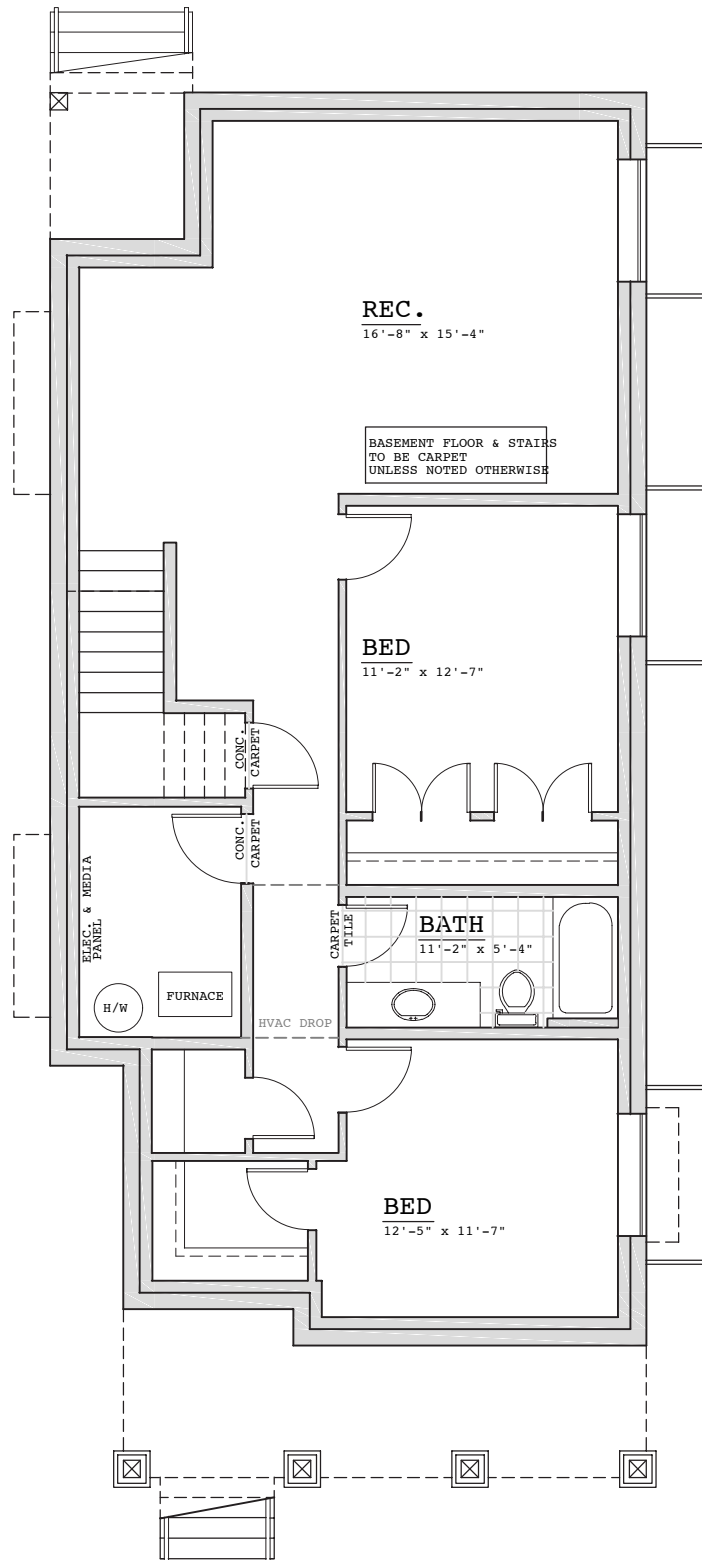 REC.
16'-8" x 15'-4"
BASEMENT FLOOR & STAIRS
TO BE CARPET
UNLESS NOTED OTHERWISE
BED
11'-2" x 12'-7"
CONC.
CARPET
CONC.
CARPET
ELEC. & MEDIA
PANEL
CARPET
TILE
BATH
11'-2" x 5'-4"
H/W
FURNACE
HVAC DROP
BED
12'-5" x 11'-7"